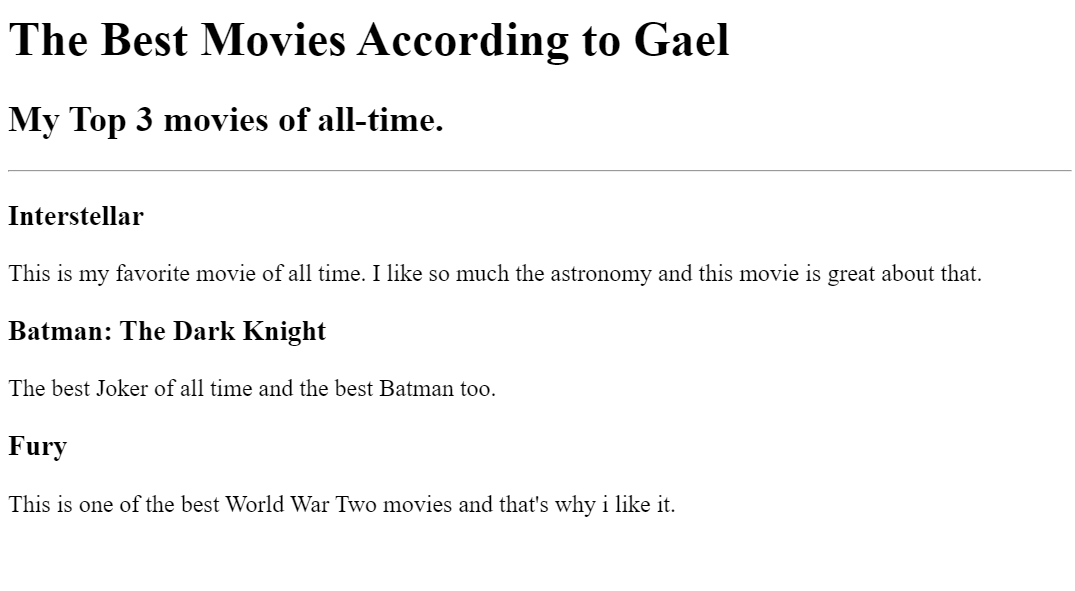 The Best Movies According to Gael
My Top 3 movies of all-time.
Interstellar
This is my favorite movie of all time. I like so much the astronomy and this movie is great about that.
Batman: The Dark Knight
The best Joker of all time and the best Batman too.
Fury
This is one of the best World War Two movies and that's why i like it.